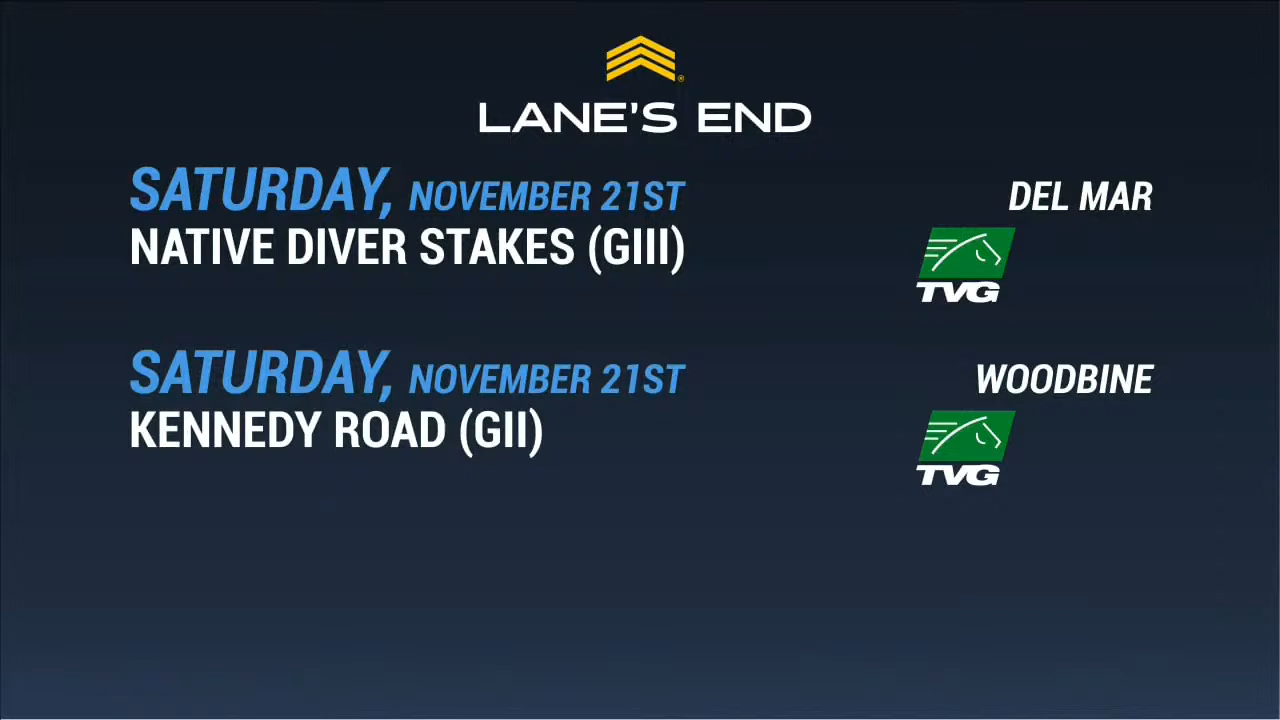 LANE'S END
SATURDAY, NOVEMBER 21ST
DEL MAR
NATIVE DIVER STAKES (GIII)
TVG
SATURDAY, NOVEMBER 21ST
WOODBINE
KENNEDY ROAD (GII)
TVG